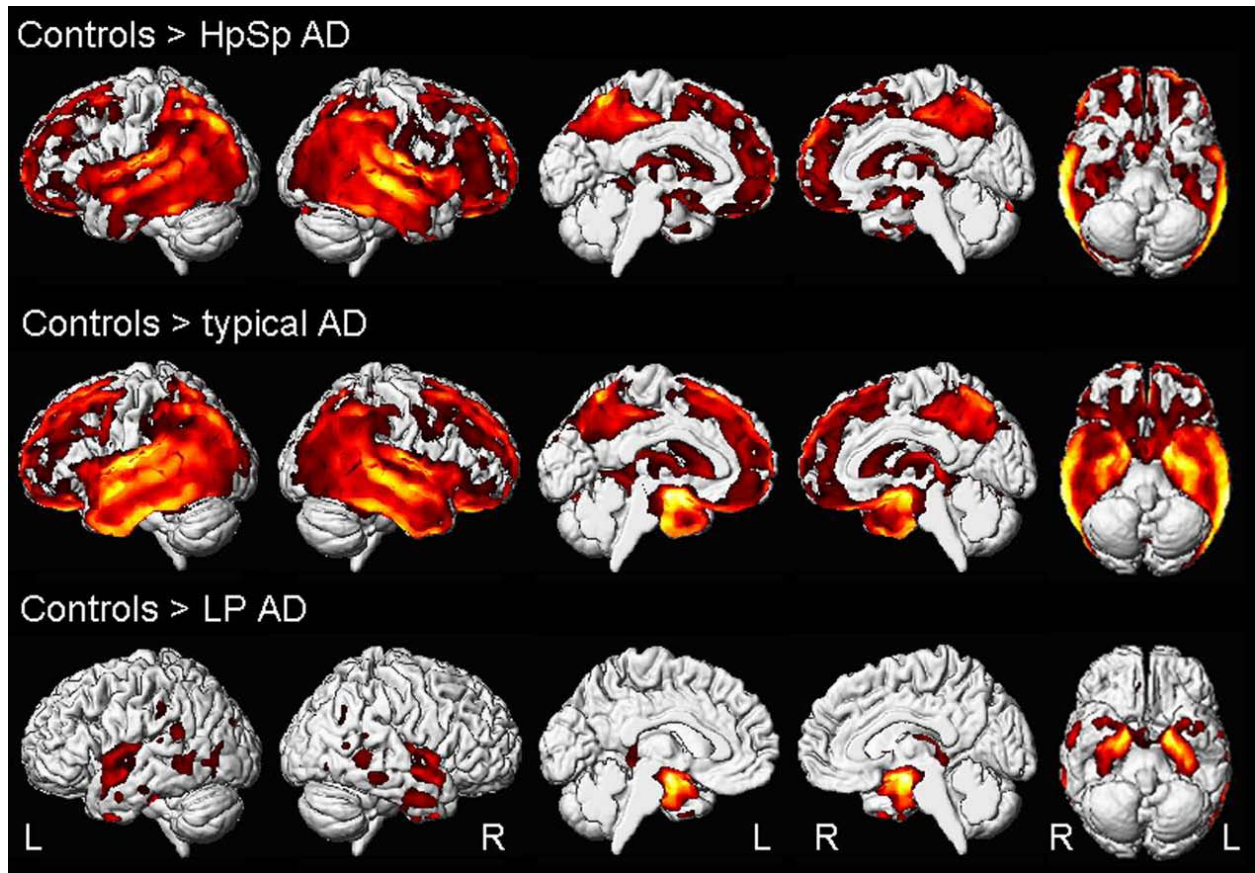 Controls > HpSp AD
Controls > typical AD
Controls > LP AD
L R L R R L